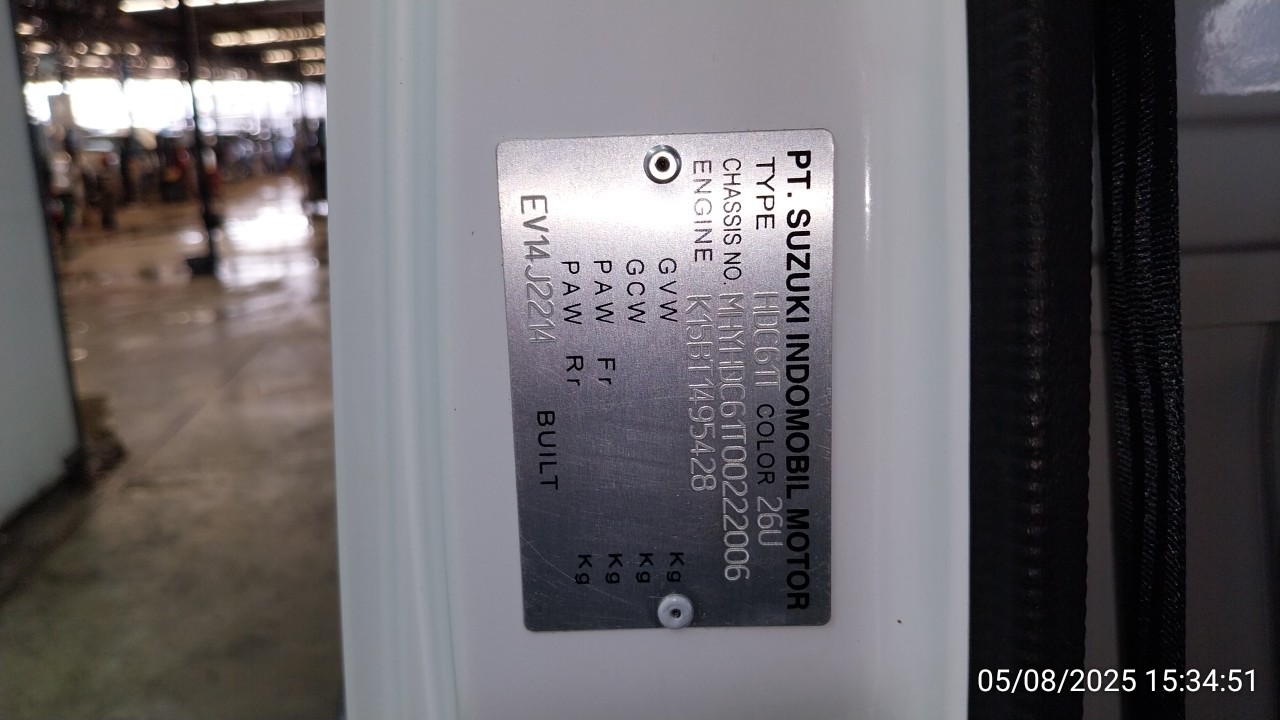 PT. SUZUKI INDOMOBIL MOTOR
TYPE HDC61T COLOR 26U
CHASSIS NO. MHYHDC61T00222006
ENGINE K15BT1495428
GVW Kg
GCW Kg
PAW Fr Kg
PAW Rr Kg
BUILT
EV14J2214
05/08/2025 15:34:51